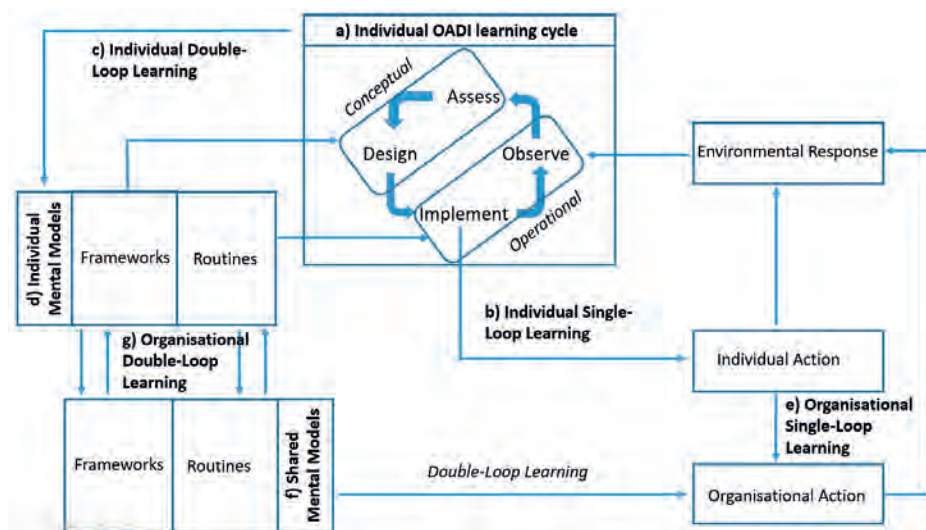 a) Individual OADI learning cycle
c) Individual Double-
Loop Learning
Conceptual
Assess
Design
Observe
Implement
Operational
Environmental Response
d) Individual
Mental Models
Frameworks
Routines
b) Individual Single-
Loop Learning
Individual Action
g) Organisational
Double-Loop
Learning
e) Organisational
Single-Loop
Learning
Frameworks
Routines
f) Shared
Mental Models
Double-Loop Learning
Organisational Action